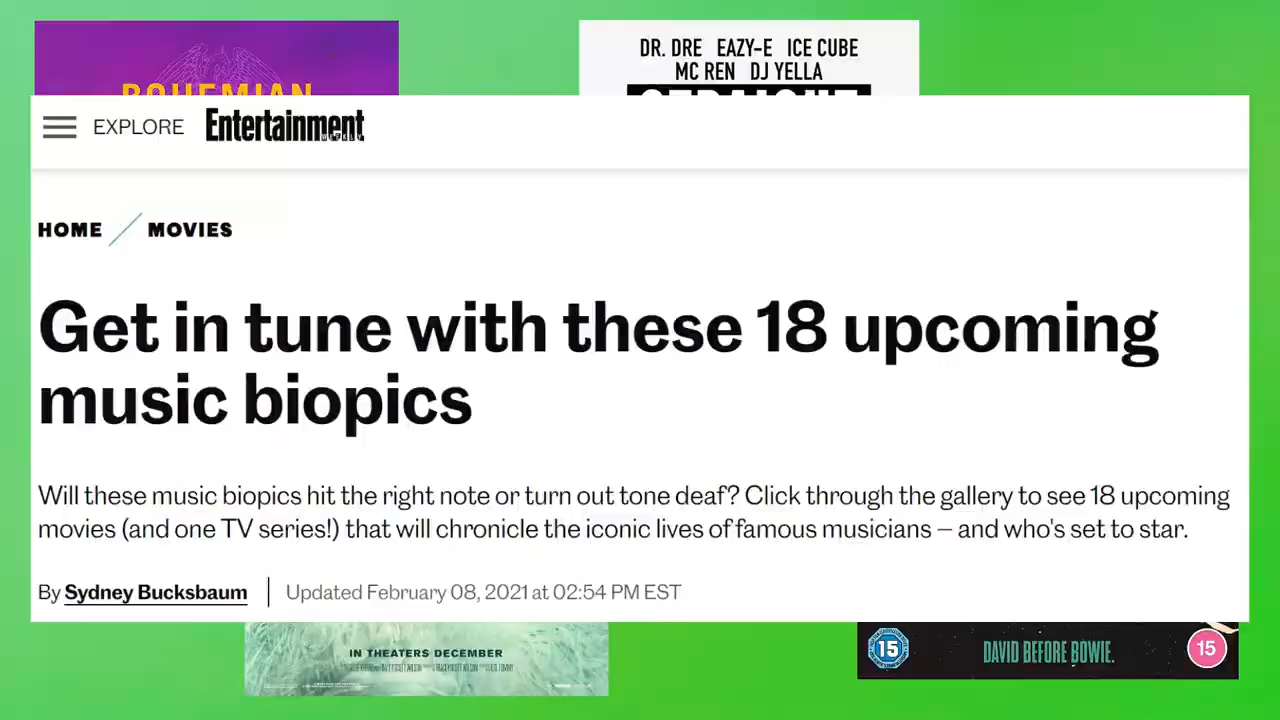 BOHEMIAN
DR. DRE EAZY-E ICE CUBE
MC REN DJ YELLA
STRAIGHT
EXPLORE Entertainment
WEEKLY
HOME MOVIES
Get in tune with these 18 upcoming
music biopics
Will these music biopics hit the right note or turn out tone deaf? Click through the gallery to see 18 upcoming
movies (and one TV series!) that will chronicle the iconic lives of famous musicians – and who's set to star.
By Sydney Bucksbaum Updated February 08, 2021 at 02:54 PM EST
IN THEATERS DECEMBER
15 DAVID BEFORE BOWIE. 15